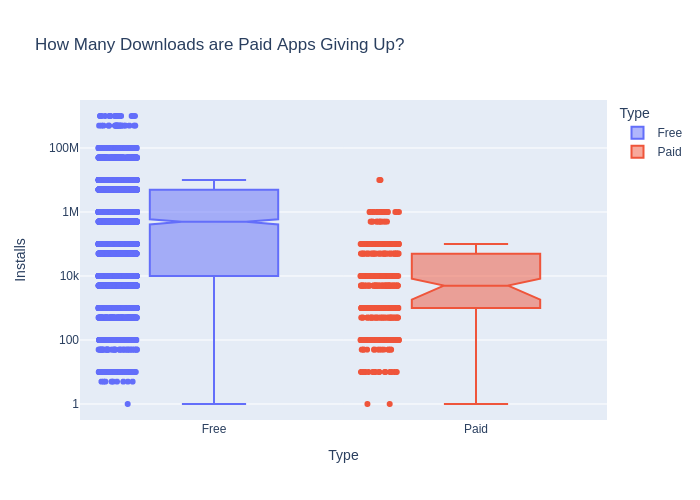 How Many Downloads are Paid Apps Giving Up?
Type
Free
Paid
100M
1M
10k
100
1
Installs
Free
Paid
Type